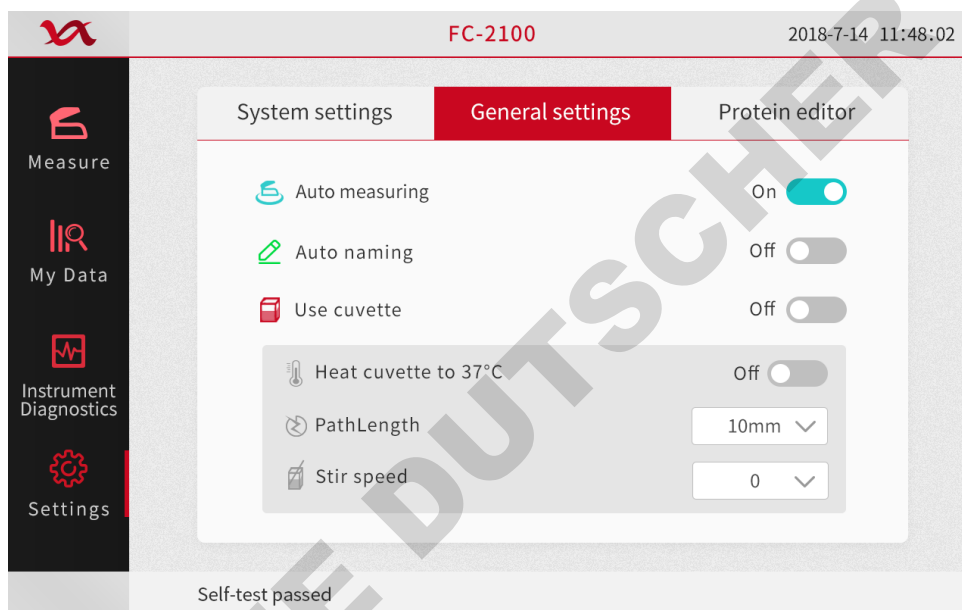 FC-2100
2018-7-14 11:48:02
Measure
My Data
Instrument
Diagnostics
Settings
System settings
General settings
Protein editor
Auto measuring
On
Auto naming
Off
Use cuvette
Off
Heat cuvette to 37°C
Off
PathLength
10mm
Stir speed
0
Self-test passed
E DUTSCHER